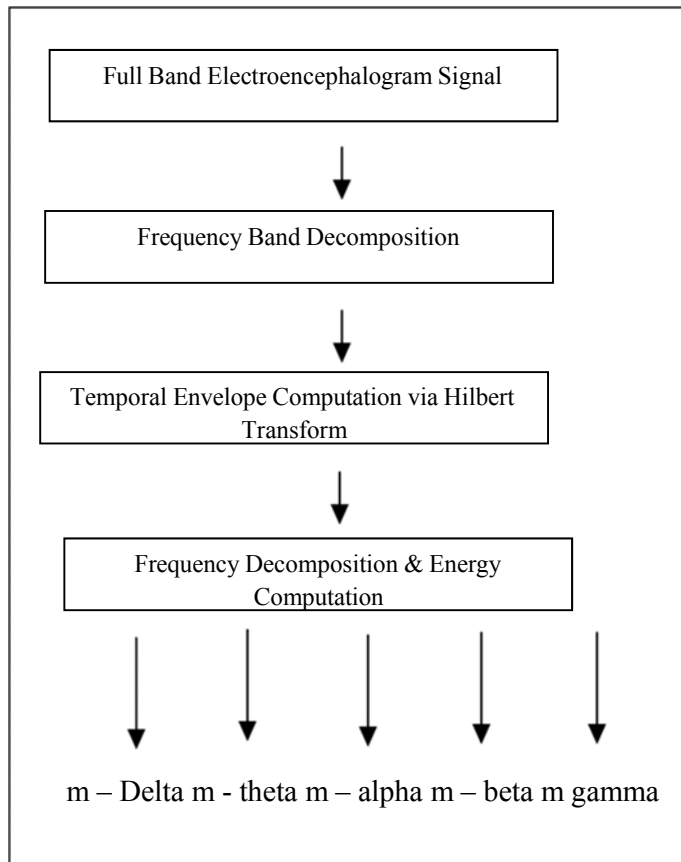 Full Band Electroencephalogram Signal
Frequency Band Decomposition
Temporal Envelope Computation via Hilbert
Transform
Frequency Decomposition & Energy
Computation
m – Delta m - theta m – alpha m – beta m gamma